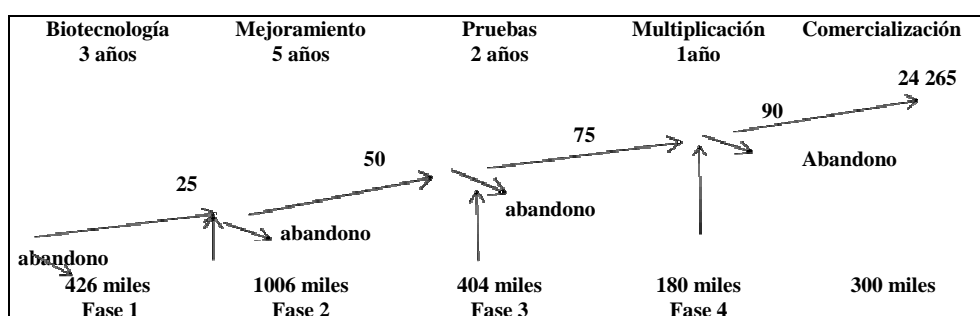 Biotecnología Mejoramiento Pruebas Multiplicación Comercialización
3 años 5 años 2 años 1año
24 265
90
75
50
Abandono
25
abandono
abandono
abandono
426 miles 1006 miles 404 miles 180 miles 300 miles
Fase 1 Fase 2 Fase 3 Fase 4